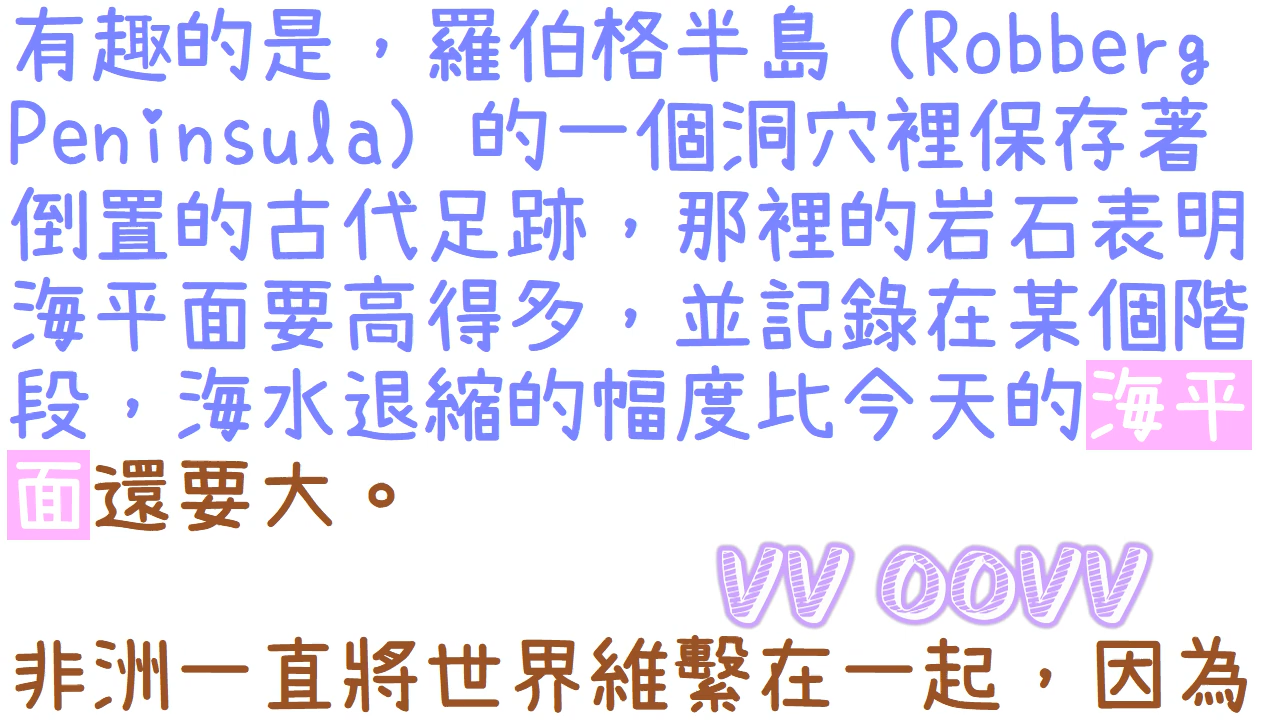 有趣的是，羅伯格半島（Robberg
Peninsula）的一個洞穴裡保存著
倒置的古代足跡，那裡的岩石表明
海平面要高得多，並記錄在某個階
段，海水退縮的幅度比今天的海平
面還要大。
VV OOVV
非洲一直將世界維繫在一起，因為